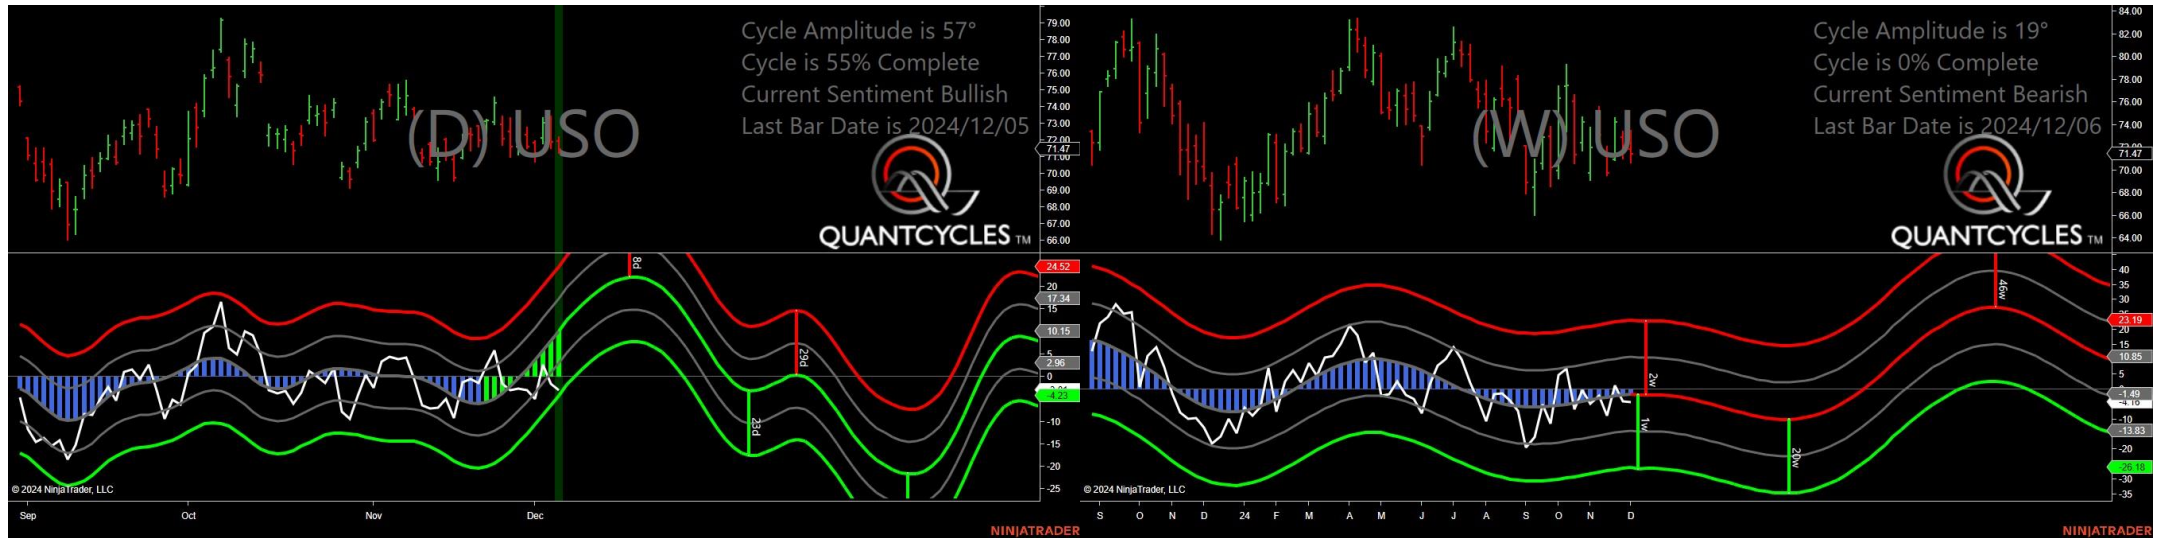 Cycle Amplitude is 57°
Cycle is 55% Complete
Current Sentiment Bullish
Last Bar Date is 2024/12/05
(D) USO
QUANTCYCLES TM
79.00
78.00
77.00
76.00
75.00
74.00
73.00
72.00
71.47
71.00
70.00
69.00
68.00
67.00
66.00
8d
23d
29d
24.52
20
17.34
15
10.15
5
2.96
0
-4.23
-10
-15
-20
-25
© 2024 NinjaTrader, LLC
Sep
Oct
Nov
Dec
NINJATRADER
Cycle Amplitude is 19°
Cycle is 0% Complete
Current Sentiment Bearish
Last Bar Date is 2024/12/06
(W) USO
QUANTCYCLES TM
84.00
82.00
80.00
78.00
76.00
74.00
72.00
71.47
70.00
68.00
66.00
64.00
2w
1w
20w
46w
40
35
30
23.19
20
15
10.85
5
-1.49
-4.16
-10
-13.83
-20
-26.18
-30
-35
© 2024 NinjaTrader, LLC
S
O
N
D
24
F
M
A
M
J
J
A
S
O
N
D
NINJATRADER